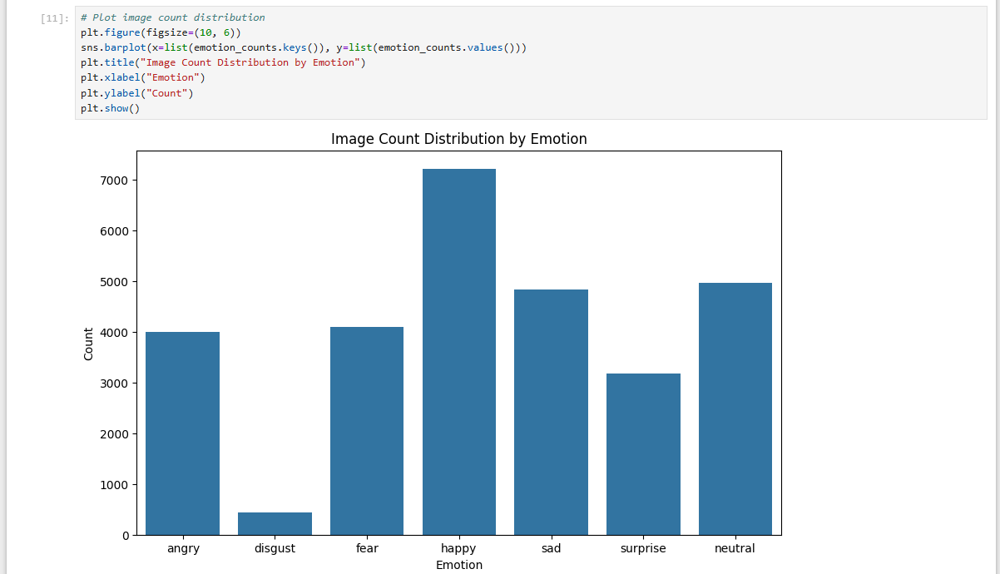 [11]:
# Plot image count distribution
plt.figure(figsize=(10, 6))
sns.barplot(x=list(emotion_counts.keys()), y=list(emotion_counts.values()))
plt.title("Image Count Distribution by Emotion")
plt.xlabel("Emotion")
plt.ylabel("Count")
plt.show()
Image Count Distribution by Emotion
Count
7000
6000
5000
4000
3000
2000
1000
0
angry disgust fear happy sad surprise neutral
Emotion